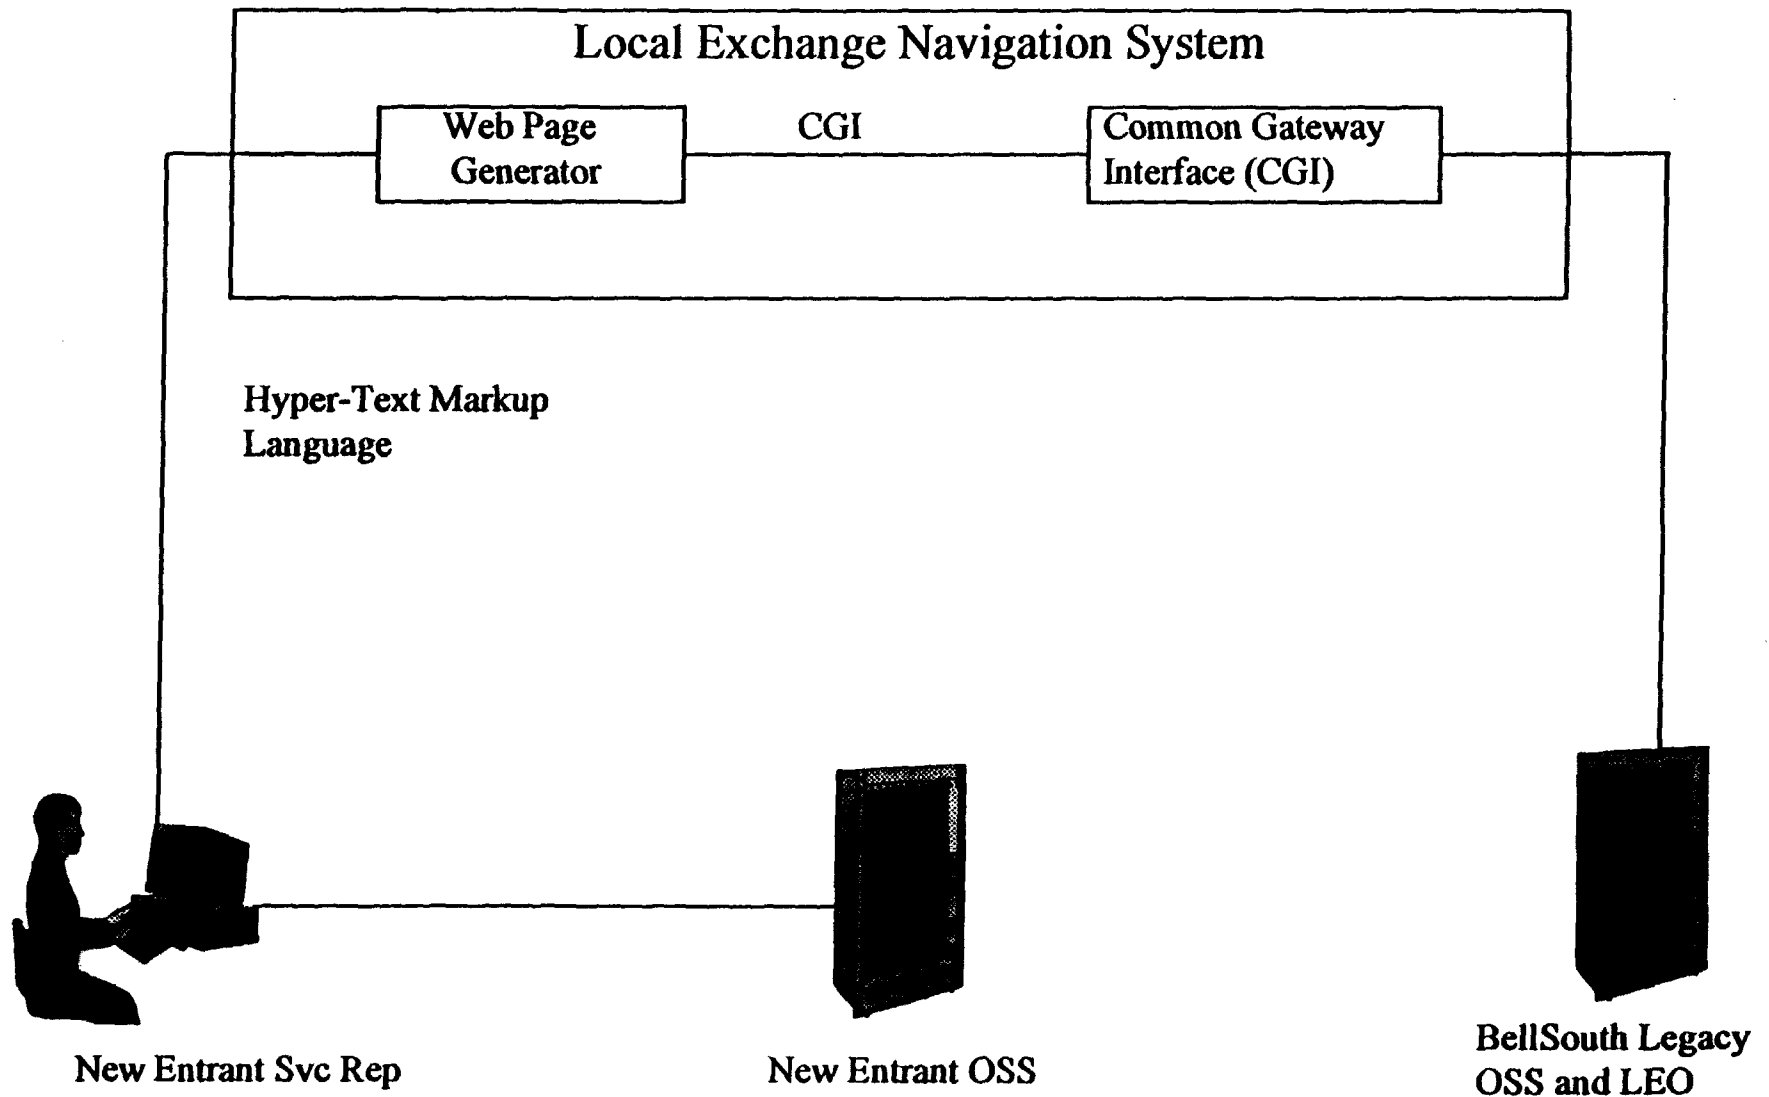 Local Exchange Navigation System
Web Page
Generator
CGI
Common Gateway
Interface (CGI)
Hyper-Text Markup
Language
New Entrant Svc Rep
New Entrant OSS
BellSouth Legacy
OSS and LEO